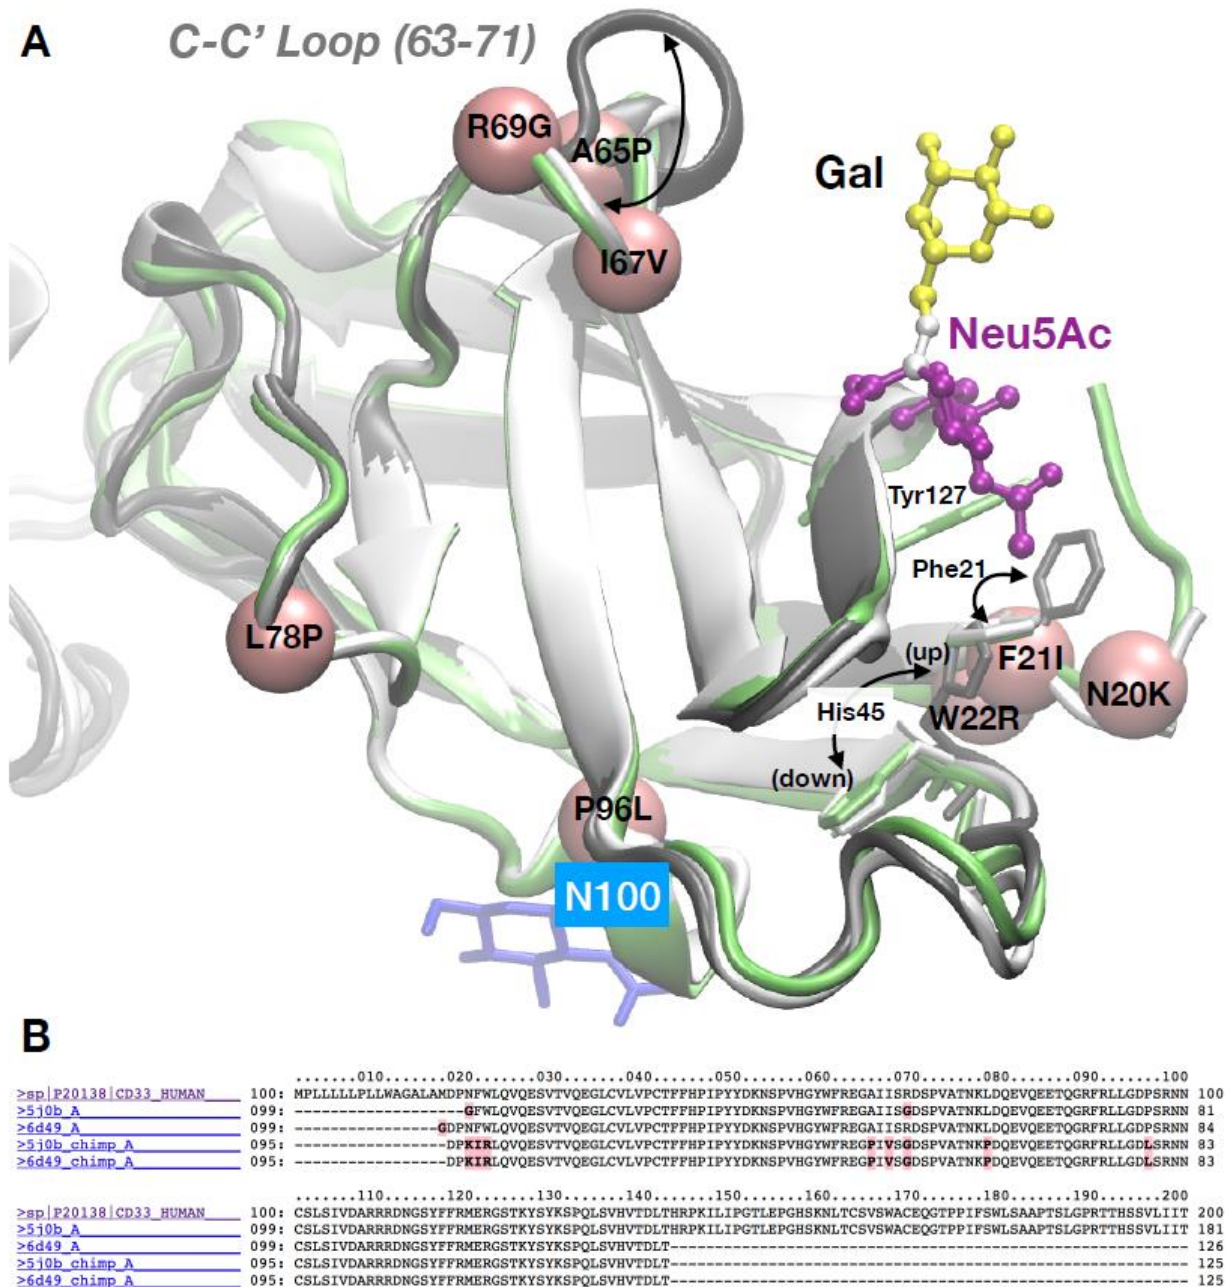 A
C-C' Loop (63-71)
R69G
A65P
Gal
I67V
Neu5Ac
Tyr127
Phe21
L78P
(up)
F21I
N20K
His45
W22R
(down)
P96L
N100
B
.......010.......020.......030.......040.......050.......060.......070.......080.......090.......100
>sp|P20138|CD33_HUMAN 100: MPLLLLLPLLWAGALAMDPNFWLQVQESVTVQEGLCVLVPCTFFHPIPYYDKNSPVHGYWFREGAIISRDSPVATNKLDQEVQEETQGRFRLLGDPSRNN 100
>5j0b_A 099: -------------------GFWLQVQESVTVQEGLCVLVPCTFFHPIPYYDKNSPVHGYWFREGAIISGDSPVATNKLDQEVQEETQGRFRLLGDPSRNN 81
>6d49_A 099: ----------------GDPNFWLQVQESVTVQEGLCVLVPCTFFHPIPYYDKNSPVHGYWFREGAIISRDSPVATNKLDQEVQEETQGRFRLLGDPSRNN 84
>5j0b_chimp_A 095: -----------------DPKIRLQVQESVTVQEGLCVLVPCTFFHPIPYYDKNSPVHGYWFREGPIVSGDSPVATNKPDQEVQEETQGRFRLLGDLSRNN 83
>6d49_chimp_A 095: -----------------DPKIRLQVQESVTVQEGLCVLVPCTFFHPIPYYDKNSPVHGYWFREGPIVSGDSPVATNKPDQEVQEETQGRFRLLGDLSRNN 83
.......110.......120.......130.......140.......150.......160.......170.......180.......190.......200
>sp|P20138|CD33_HUMAN 100: CSLSIVDARRRDNGSYFFRMERGSTKYSYKSPQLSVHVTDLTHRPKILIPGTLEPGHSKNLTCSVSWACEQGTPPIFSWLSAAPTSLGPRTTHSSVLIIT 200
>5j0b_A 099: CSLSIVDARRRDNGSYFFRMERGSTKYSYKSPQLSVHVTDLTHRPKILIPGTLEPGHSKNLTCSVSWACEQGTPPIFSWLSAAPTSLGPRTTHSSVLIIT 181
>6d49_A 099: CSLSIVDARRRDNGSYFFRMERGSTKYSYKSPQLSVHVTDLT---------------------------------------------------------- 126
>5j0b_chimp_A 095: CSLSIVDARRRDNGSYFFRMERGSTKYSYKSPQLSVHVTDLT---------------------------------------------------------- 125
>6d49_chimp_A 095: CSLSIVDARRRDNGSYFFRMERGSTKYSYKSPQLSVHVTDLT---------------------------------------------------------- 125